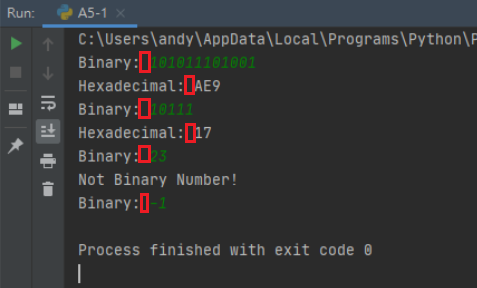 Run: A5-1
C:\Users\andy\AppData\Local\Programs\Python\P
Binary: 101011101001
Hexadecimal: AE9
Binary: 10111
Hexadecimal: 17
Binary: 23
Not Binary Number!
Binary: -1
Process finished with exit code 0